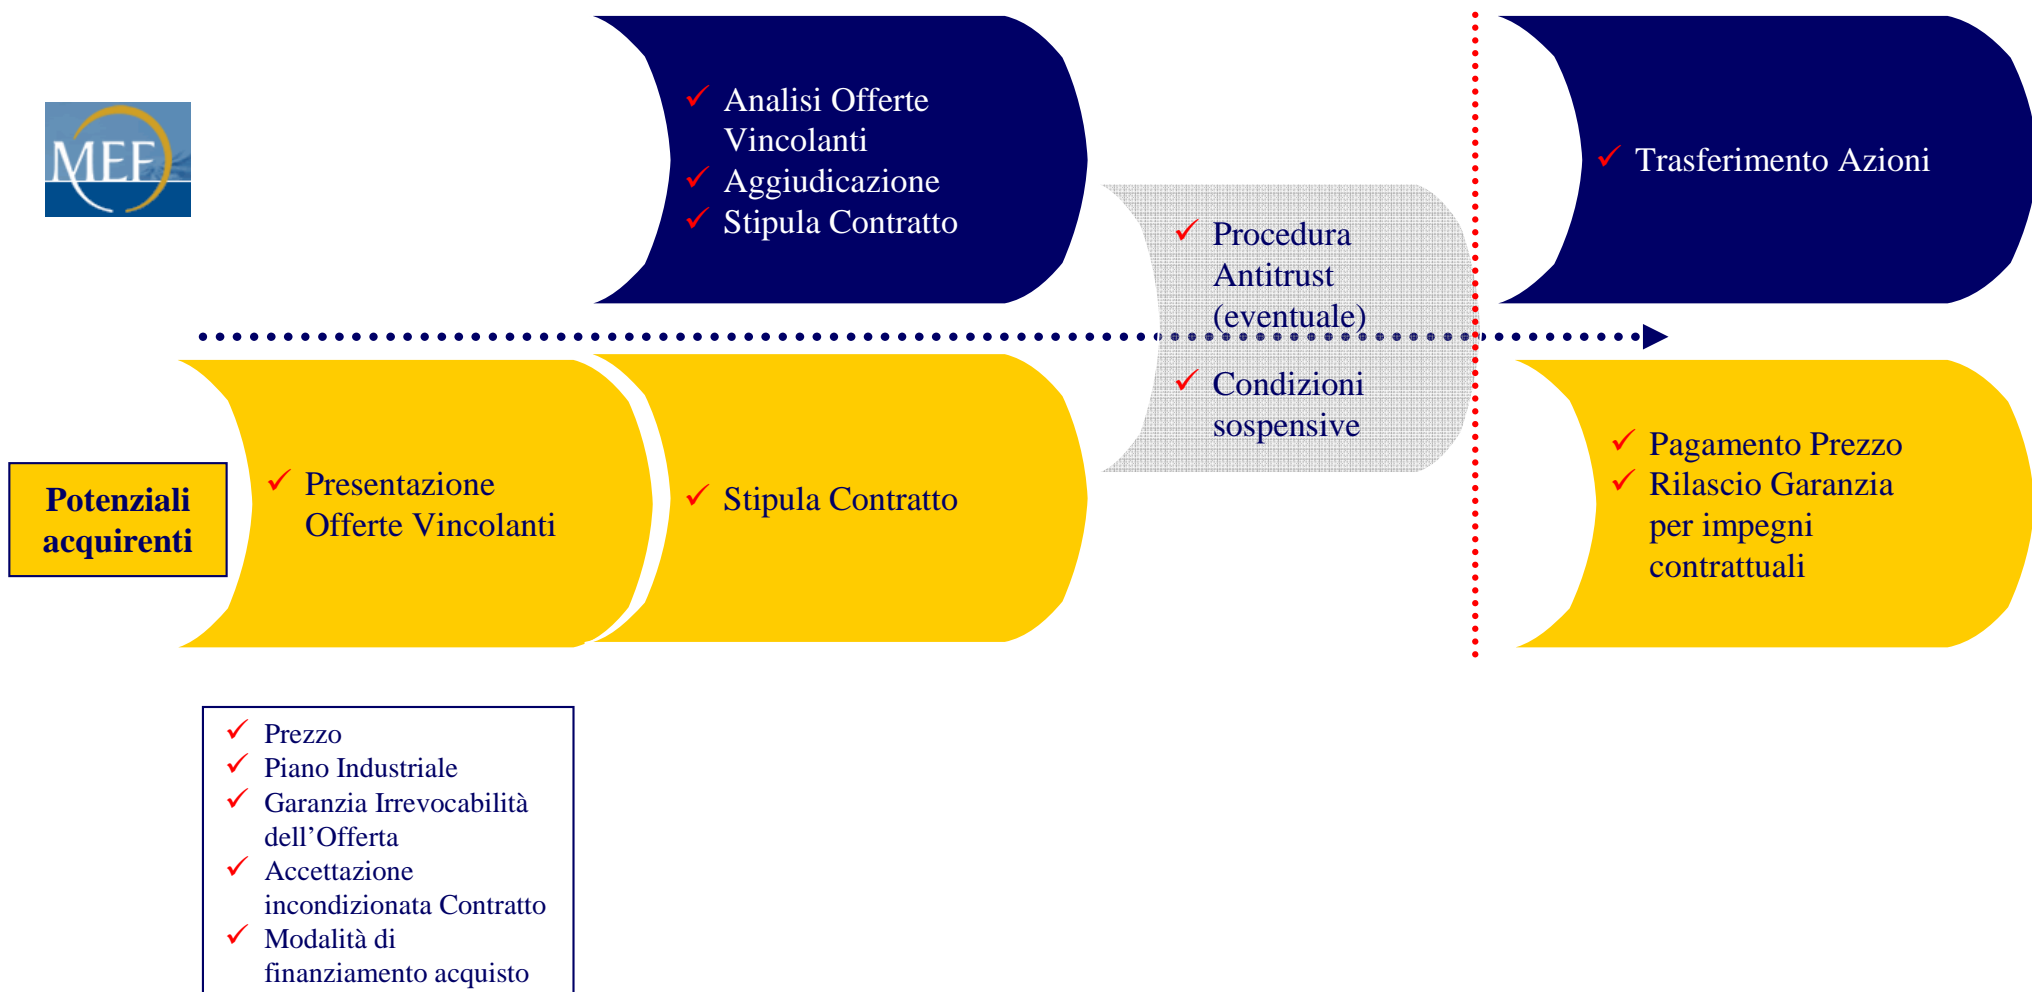 MEF
Analisi Offerte
Vincolanti
Aggiudicazione
Stipula Contratto
Trasferimento Azioni
Procedura
Antitrust
(eventuale)
Condizioni
sospensive
Potenziali
acquirenti
Presentazione
Offerte Vincolanti
Stipula Contratto
Pagamento Prezzo
Rilascio Garanzia
per impegni
contrattuali
Prezzo
Piano Industriale
Garanzia Irrevocabilità
dell’Offerta
Accettazione
incondizionata Contratto
Modalità di
finanziamento acquisto